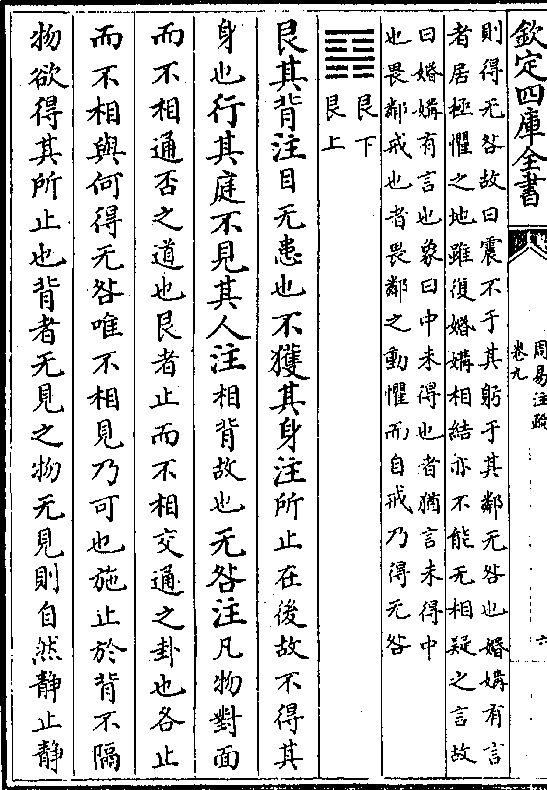 欽定四庫全書
周易注疏
卷九
六
則得无咎故曰震不于其躬于其鄰无咎也婚媾有言
者居極懼之地雖復婚媾相結亦不能无相疑之言故
曰婚媾有言也象曰中未得也者猶言未得中
也畏鄰戒也者畏鄰之動懼而自戒乃得无咎
艮下
艮上
艮其背注目无患也不獲其身注所止在後故不得其
身也行其庭不見其人注相背故也无咎注凡物對面
而不相通否之道也艮者止而不相交通之卦也各止
而不相與何得无咎唯不相見乃可也施止於背不隔
物欲得其所止也背者无見之物无見則自然靜止靜